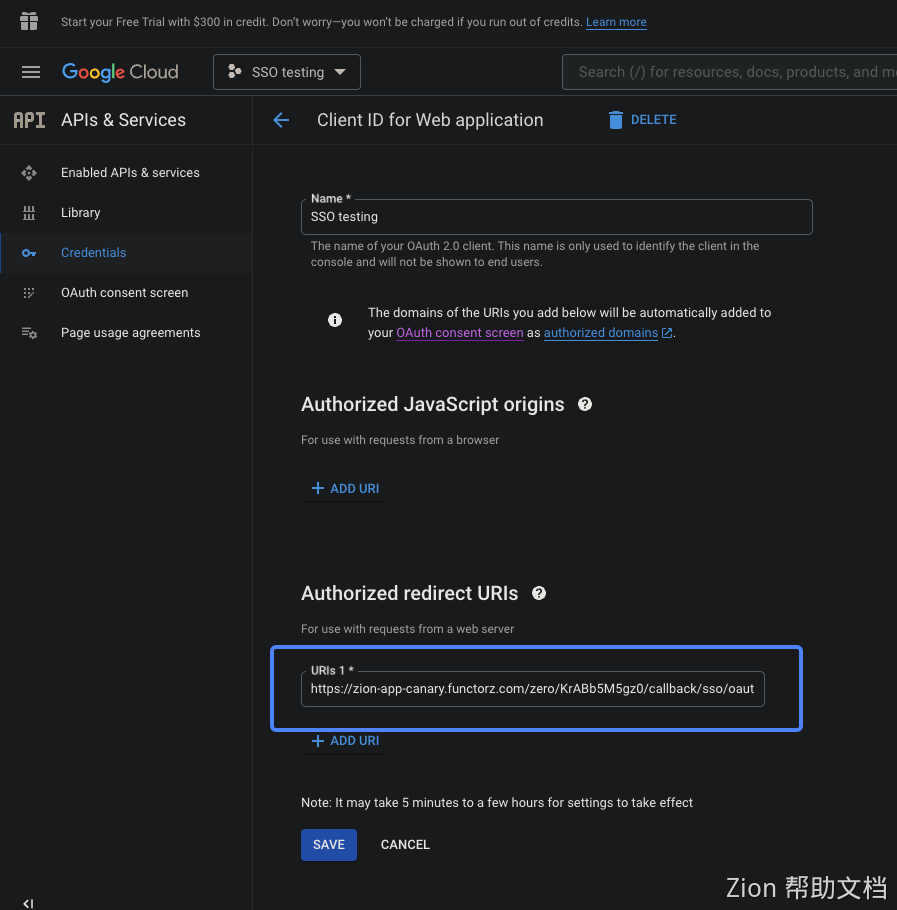 Start your Free Trial with $300 in credit. Don’t worry—you won’t be charged if you run out of credits. Learn more
Google Cloud
SSO testing
Search (/) for resources, docs, products, and
API APIs & Services
Client ID for Web application
DELETE
Enabled APIs & services
Library
Credentials
OAuth consent screen
Page usage agreements
Name *
SSO testing
The name of your OAuth 2.0 client. This name is only used to identify the client in the
console and will not be shown to end users.
The domains of the URIs you add below will be automatically added to
your OAuth consent screen as authorized domains.
Authorized JavaScript origins
For use with requests from a browser
ADD URI
Authorized redirect URIs
For use with requests from a web server
URIs 1 *
https://zion-app-canary.functorz.com/zero/KrABb5M5gz0/callback/sso/oaut
ADD URI
Note: It may take 5 minutes to a few hours for settings to take effect
SAVE
CANCEL
Zion 帮助文档